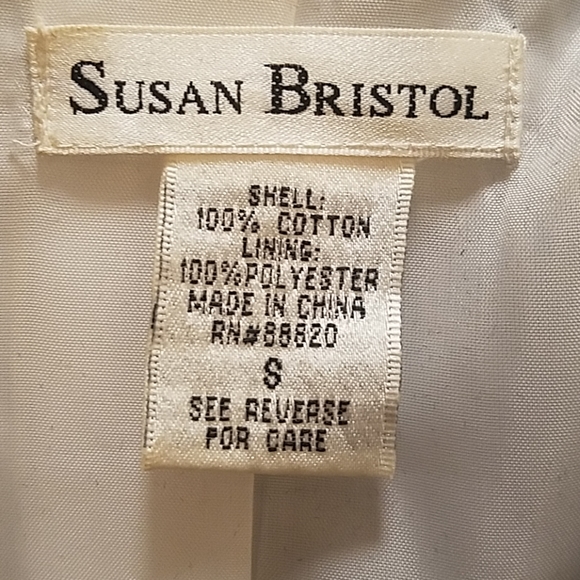 SUSAN BRISTOL
SHELL:
100% COTTON
LINING:
100% POLYESTER
MADE IN CHINA
RN#88820
S
SEE REVERSE
FOR CARE